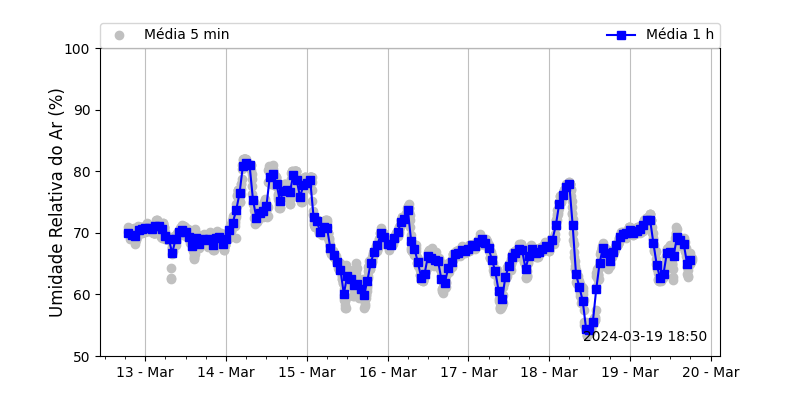 Média 5 min
Média 1 h
Umidade Relativa do Ar (%)
100
90
80
70
60
50
2024-03-19 18:50
13 - Mar
14 - Mar
15 - Mar
16 - Mar
17 - Mar
18 - Mar
19 - Mar
20 - Mar